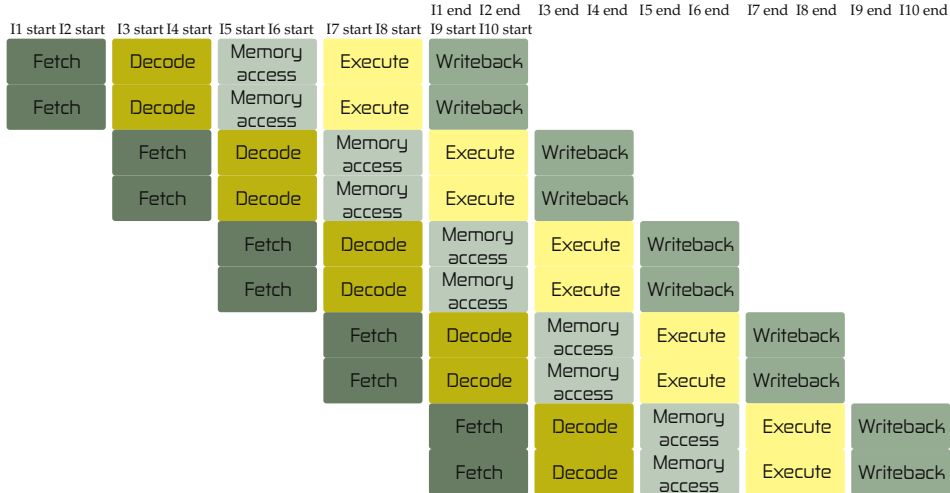 I1 end I2 end I3 end I4 end I5 end I6 end I7 end I8 end I9 end I10 end
I1 start I2 start I3 start I4 start I5 start I6 start I7 start I8 start I9 start I10 start
Fetch Decode Memory access Execute Writeback
Fetch Decode Memory access Execute Writeback
Fetch Decode Memory access Execute Writeback
Fetch Decode Memory access Execute Writeback
Fetch Decode Memory access Execute Writeback
Fetch Decode Memory access Execute Writeback
Fetch Decode Memory access Execute Writeback
Fetch Decode Memory access Execute Writeback
Fetch Decode Memory access Execute Writeback
Fetch Decode Memory access Execute Writeback